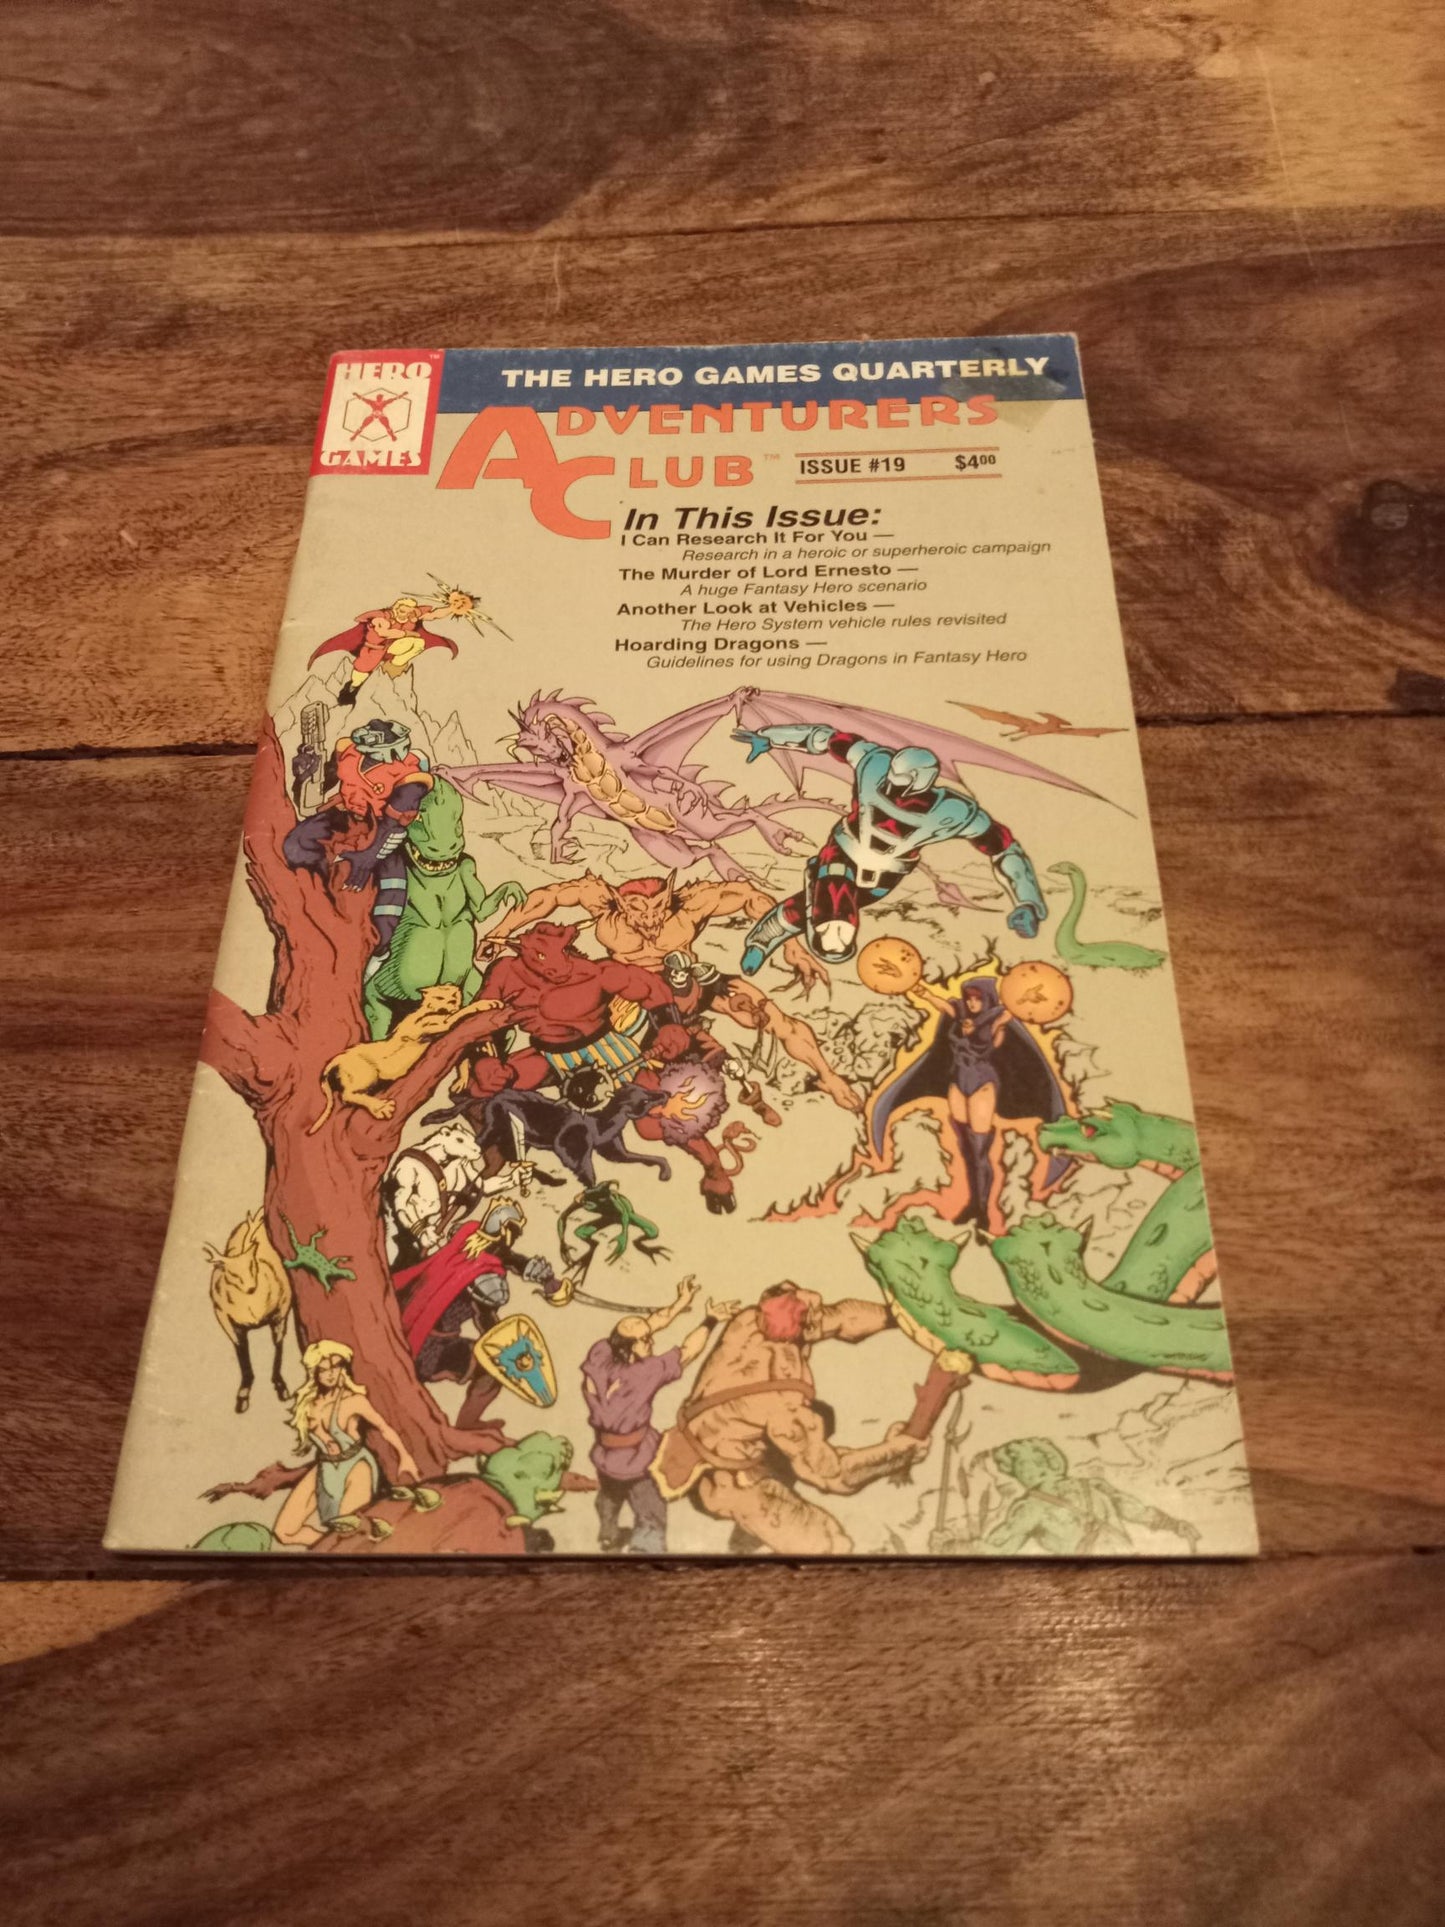 HERO™
GAMES
THE HERO GAMES QUARTERLY
ADVENTURERS
CLUB™
ISSUE #19 $4.00
In This Issue:
I Can Research It For You —
Research in a heroic or superheroic campaign
The Murder of Lord Ernesto —
A huge Fantasy Hero scenario
Another Look at Vehicles —
The Hero System vehicle rules revisited
Hoarding Dragons —
Guidelines for using Dragons in Fantasy Hero